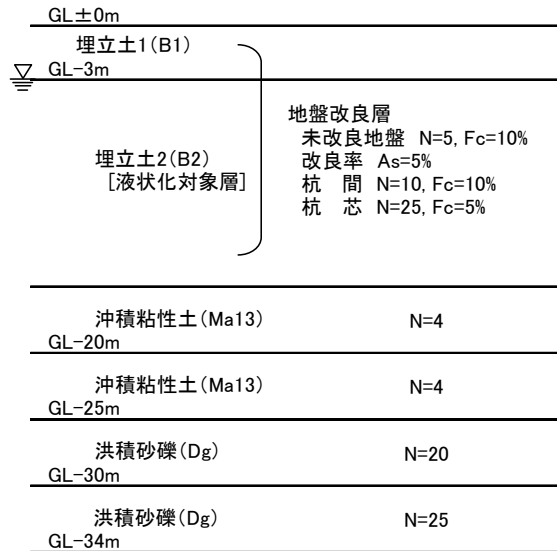 GL±0m
埋立土1(B1)
GL-3m
地盤改良層
未改良地盤 N=5, Fc=10%
埋立土2(B2)
改良率 As=5%
[液状化対象層]
杭 間 N=10, Fc=10%
杭 芯 N=25, Fc=5%
沖積粘性土(Ma13) N=4
GL-20m
沖積粘性土(Ma13) N=4
GL-25m
洪積砂礫(Dg) N=20
GL-30m
洪積砂礫(Dg) N=25
GL-34m